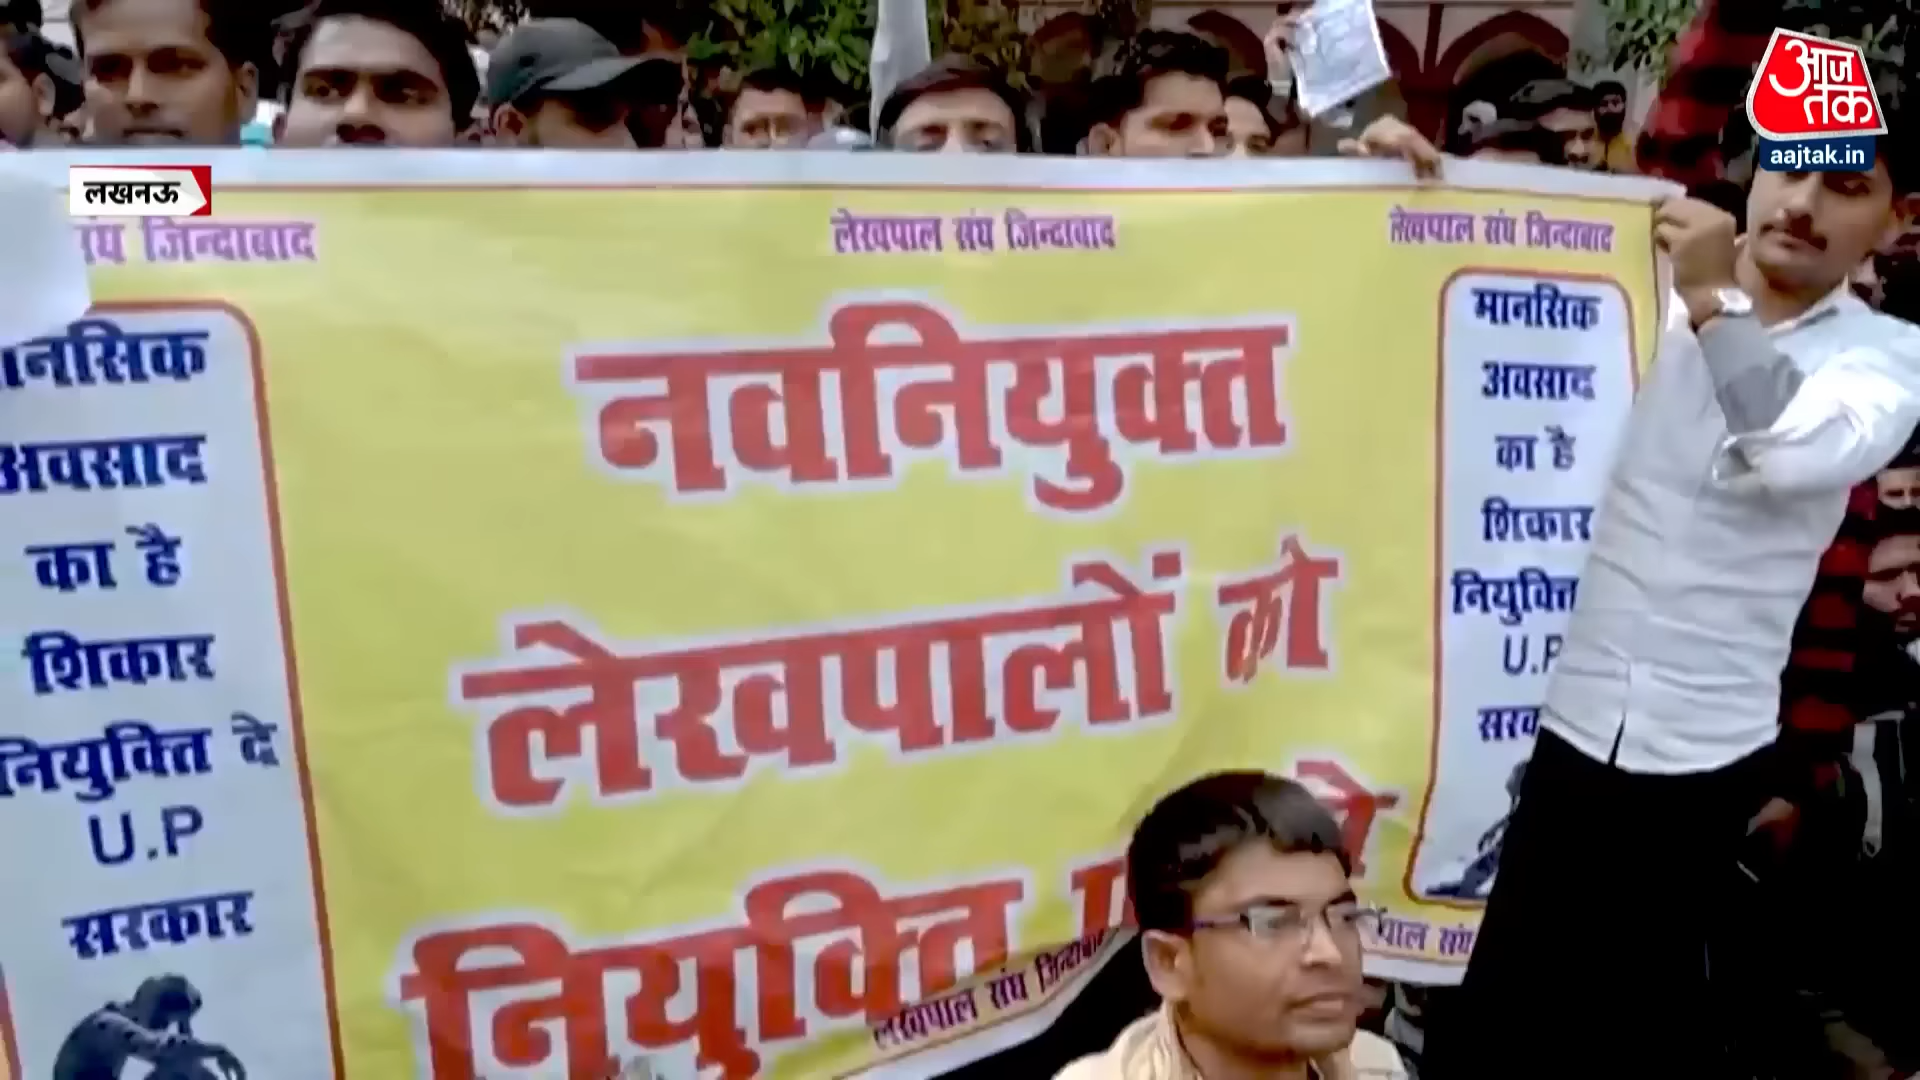 आज तक
aajtak.in
लखनऊ
संघ जिन्दाबाद
लेखपाल संघ जिन्दाबाद
लेखपाल संघ जिन्दाबाद
नवनियुक्त
लेखपालों को
नियुक्ति
मानसिक
अवसाद
का है
शिकार
नियुक्ति दे
U.P
सरकार
मानसिक
अवसाद
का है
शिकार
नियुक्ति
U.P
लेखपाल संघ जिन्दाबाद
संघ